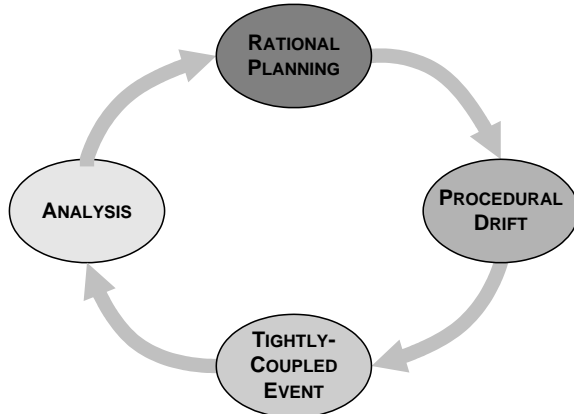 RATIONAL
PLANNING
PROCEDURAL
DRIFT
TIGHTLY-
COUPLED
EVENT
ANALYSIS